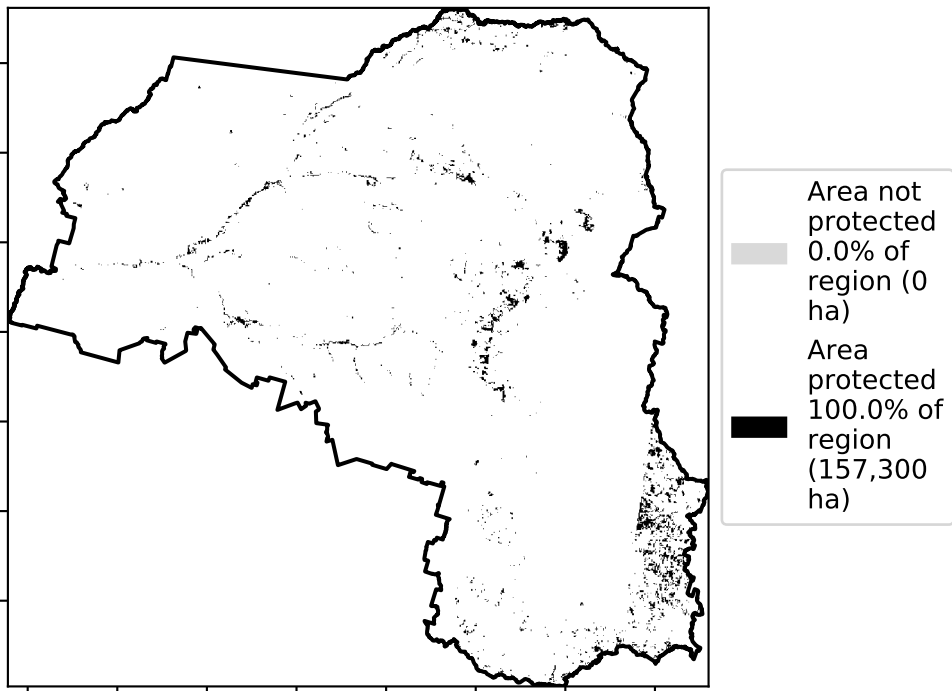 Area not
protected
0.0% of
region (0
ha)
Area
protected
100.0% of
region
(157,300
ha)